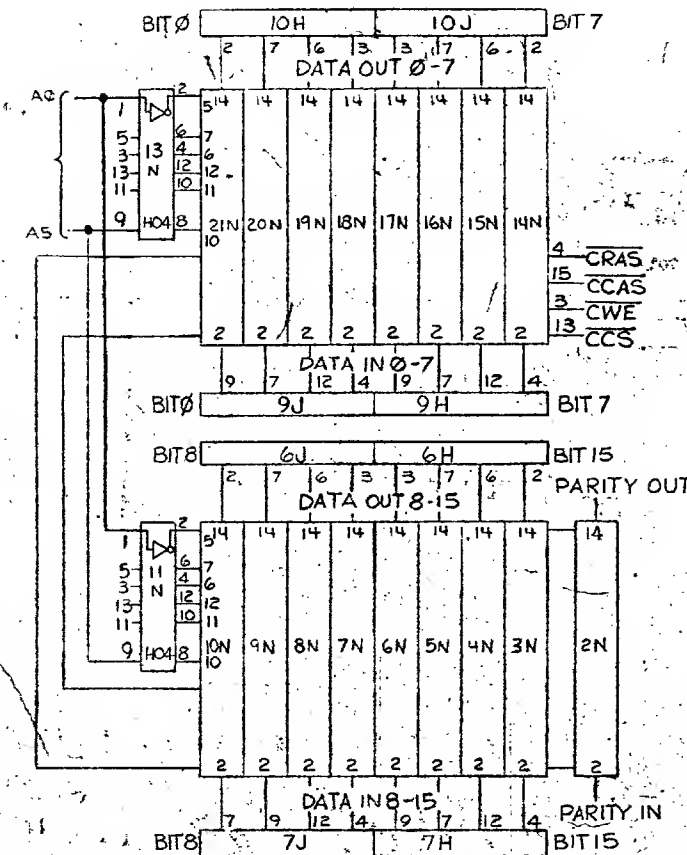 BIT Ø 10H 10J BIT 7
2 7 6 3 3 7 6 2
DATA OUT Ø-7
AØ
1 2 5 14 14 14 14 14 14 14 14
5 6 7
3 13 4 6
13 N 12 12
11 10 11
A5 9 HO4 8 21N 20N 19N 18N 17N 16N 15N 14N
10
4 CRAS
15 CCAS
3 CWE
13 CCS
2 2 2 2 2 2 2 2
DATA IN Ø-7
9 7 12 4 9 7 12 4
BITØ 9J 9H BIT 7
BIT8 6J 6H BIT 15
2 7 6 3 3 7 6 2
PARITY OUT
DATA OUT 8-15
1 2 5 14 14 14 14 14 14 14 14 14
5 11 6 7
3 N 4 6
13 12 12
11 10 11
9 HO4 8 10N 9N 8N 7N 6N 5N 4N 3N 2N
10
2 2 2 2 2 2 2 2 2
DATA IN 8-15
7 9 12 4 9 7 12 4
PARITY IN
BIT8 7J 7H BIT 15